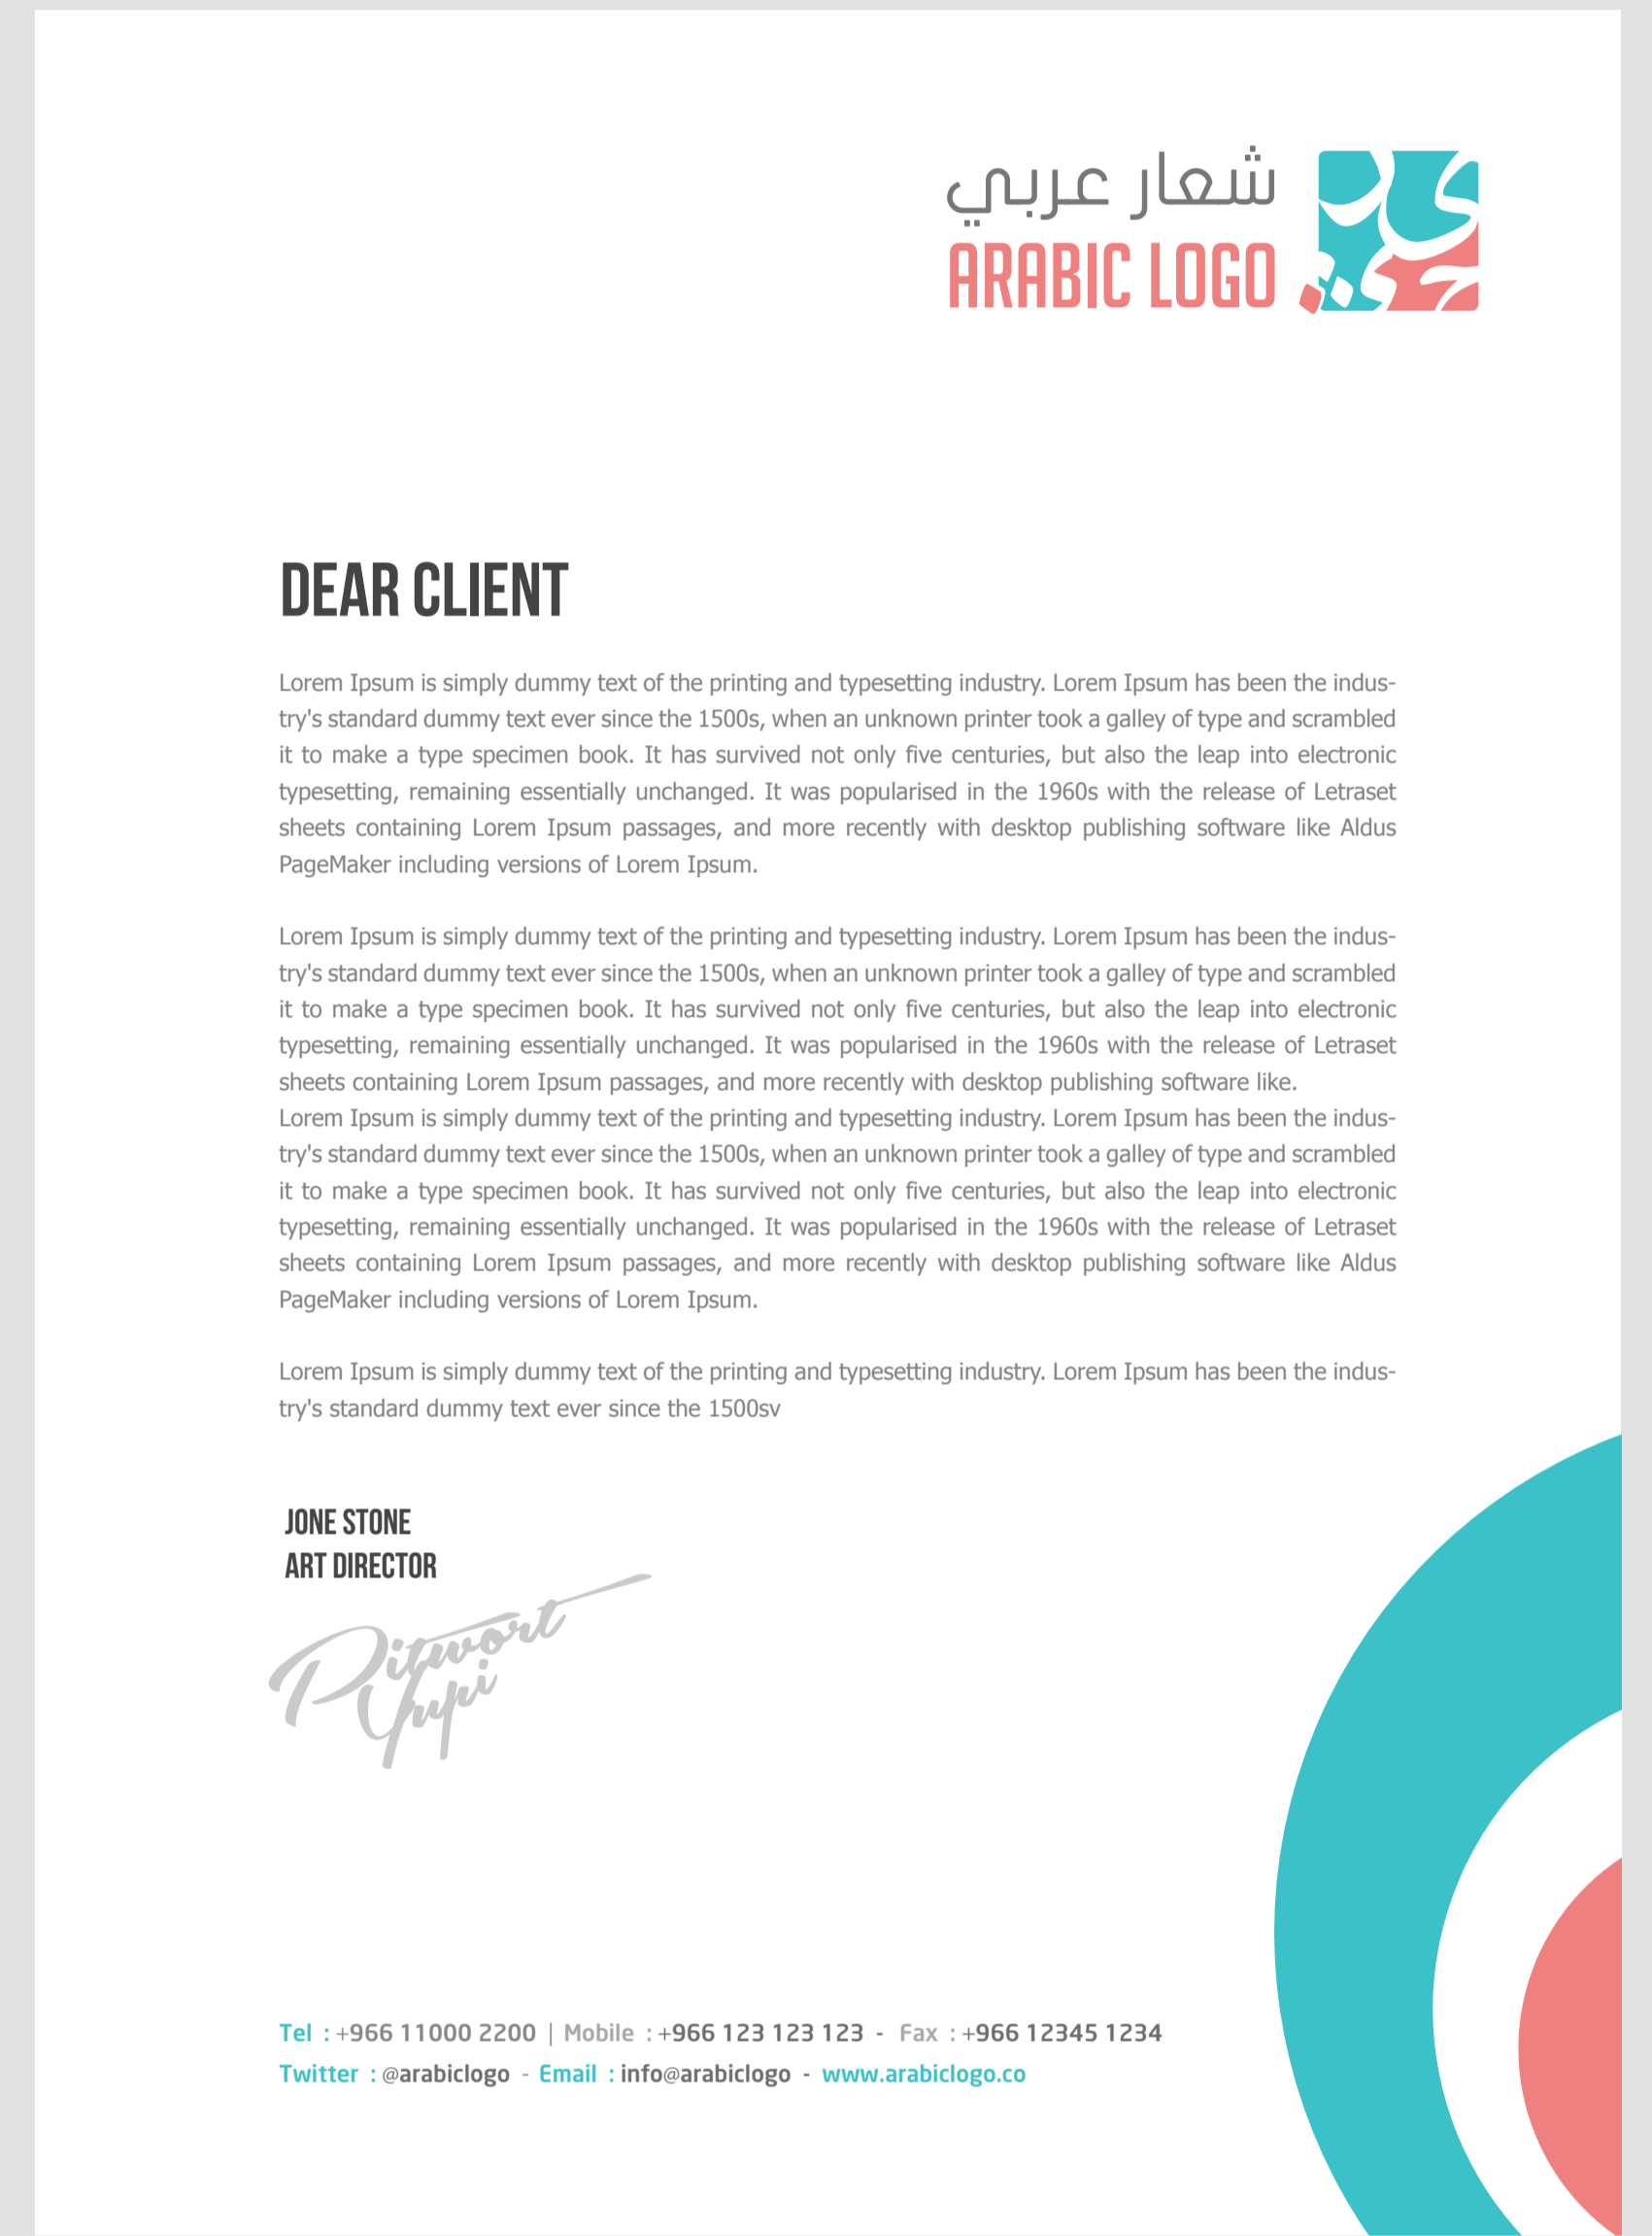 شعار عربي
ARABIC LOGO
DEAR CLIENT
Lorem Ipsum is simply dummy text of the printing and typesetting industry. Lorem Ipsum has been the indus-
try's standard dummy text ever since the 1500s, when an unknown printer took a galley of type and scrambled
it to make a type specimen book. It has survived not only five centuries, but also the leap into electronic
typesetting, remaining essentially unchanged. It was popularised in the 1960s with the release of Letraset
sheets containing Lorem Ipsum passages, and more recently with desktop publishing software like Aldus
PageMaker including versions of Lorem Ipsum.
Lorem Ipsum is simply dummy text of the printing and typesetting industry. Lorem Ipsum has been the indus-
try's standard dummy text ever since the 1500s, when an unknown printer took a galley of type and scrambled
it to make a type specimen book. It has survived not only five centuries, but also the leap into electronic
typesetting, remaining essentially unchanged. It was popularised in the 1960s with the release of Letraset
sheets containing Lorem Ipsum passages, and more recently with desktop publishing software like.
Lorem Ipsum is simply dummy text of the printing and typesetting industry. Lorem Ipsum has been the indus-
try's standard dummy text ever since the 1500s, when an unknown printer took a galley of type and scrambled
it to make a type specimen book. It has survived not only five centuries, but also the leap into electronic
typesetting, remaining essentially unchanged. It was popularised in the 1960s with the release of Letraset
sheets containing Lorem Ipsum passages, and more recently with desktop publishing software like Aldus
PageMaker including versions of Lorem Ipsum.
Lorem Ipsum is simply dummy text of the printing and typesetting industry. Lorem Ipsum has been the indus-
try's standard dummy text ever since the 1500sv
JONE STONE
ART DIRECTOR
Pitwort
Yupi
Tel : +966 11000 2200 | Mobile : +966 123 123 123 - Fax : +966 12345 1234
Twitter : @arabiclogo - Email : info@arabiclogo - www.arabiclogo.co